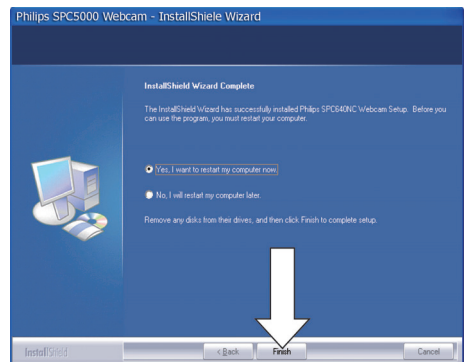 Philips SPC5000 Webcam - InstallShiele Wizard
InstallShield Wizard Complete
The InstallShield Wizard has successfully installed Philips SPC640NC Webcam Setup. Before you
can use the program, you must restart your computer.
Yes, I want to restart my computer now.
No, I will restart my computer later.
Remove any disks from their drives, and then click Finish to complete setup.
InstallShield
< Back
Finish
Cancel